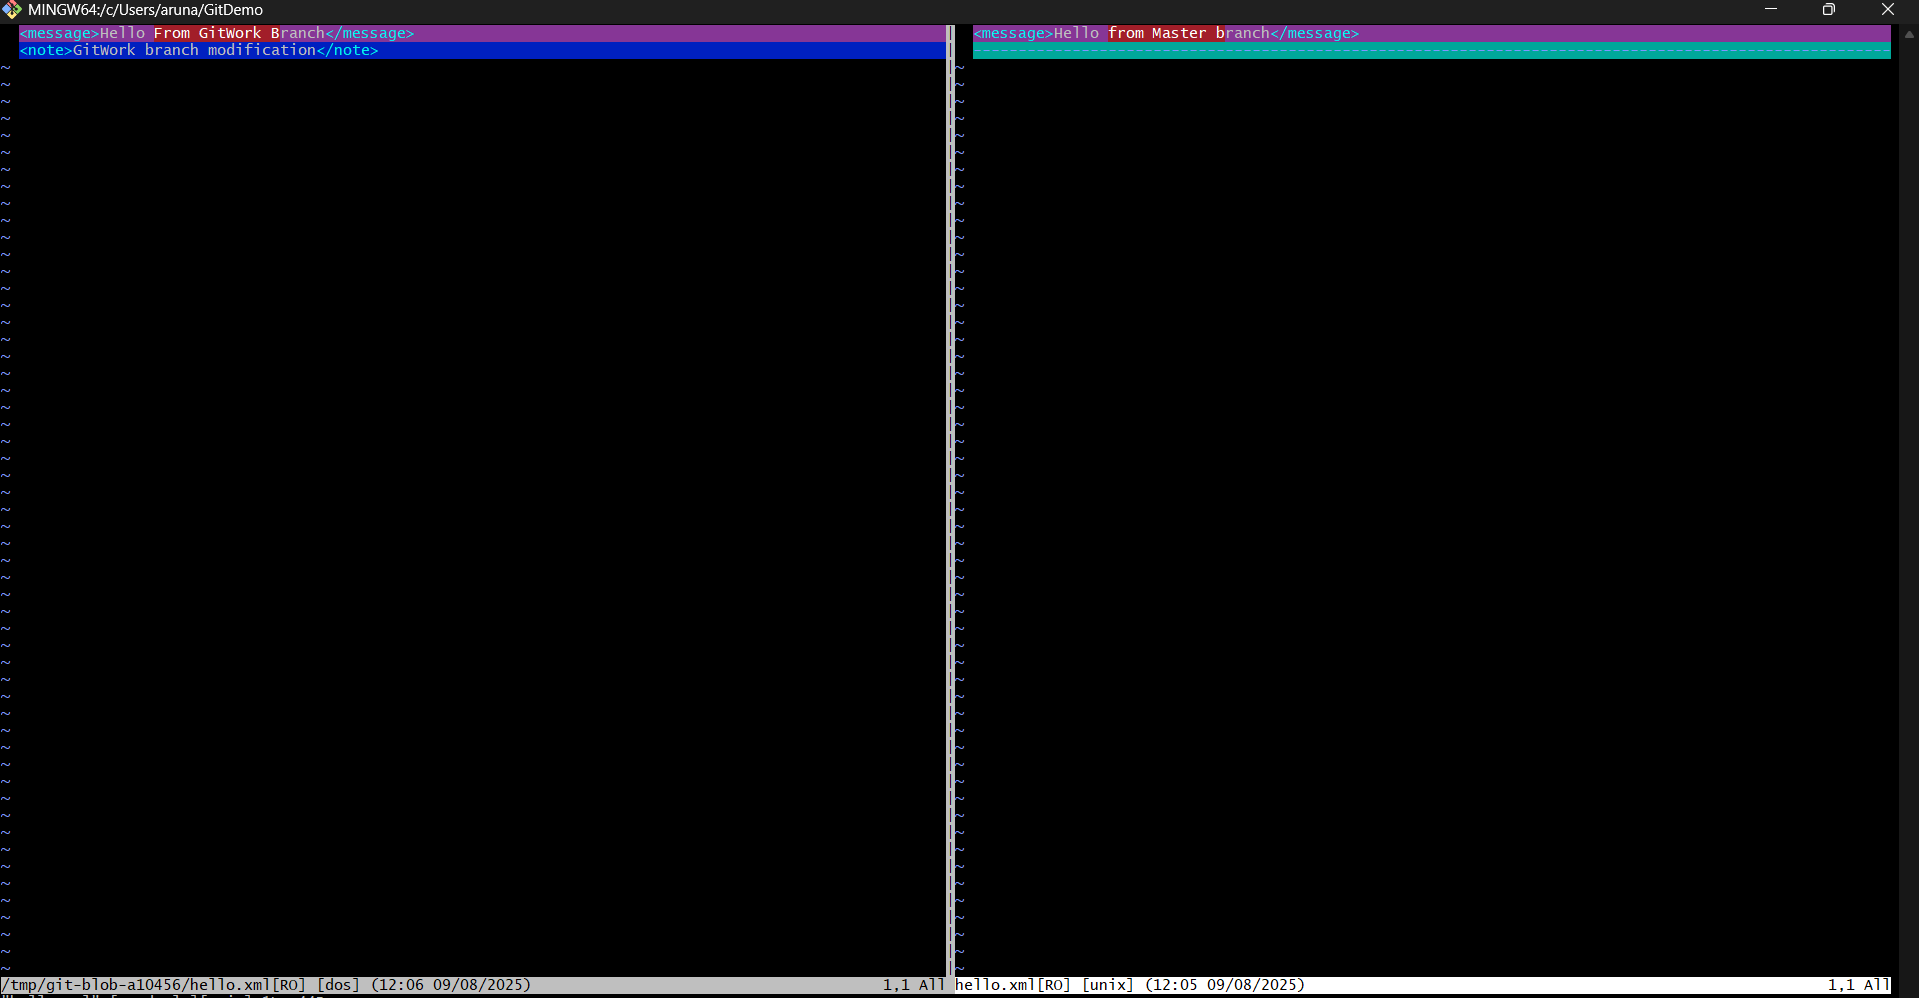 MINGW64:/c/Users/aruna/GitDemo
<message>Hello From GitWork Branch</message>
<note>GitWork branch modification</note>
<message>Hello from Master branch</message>
/tmp/git-blob-a10456/hello.xml[RO] [dos] (12:06 09/08/2025) 1,1 All
hello.xml[RO] [unix] (12:05 09/08/2025) 1,1 All